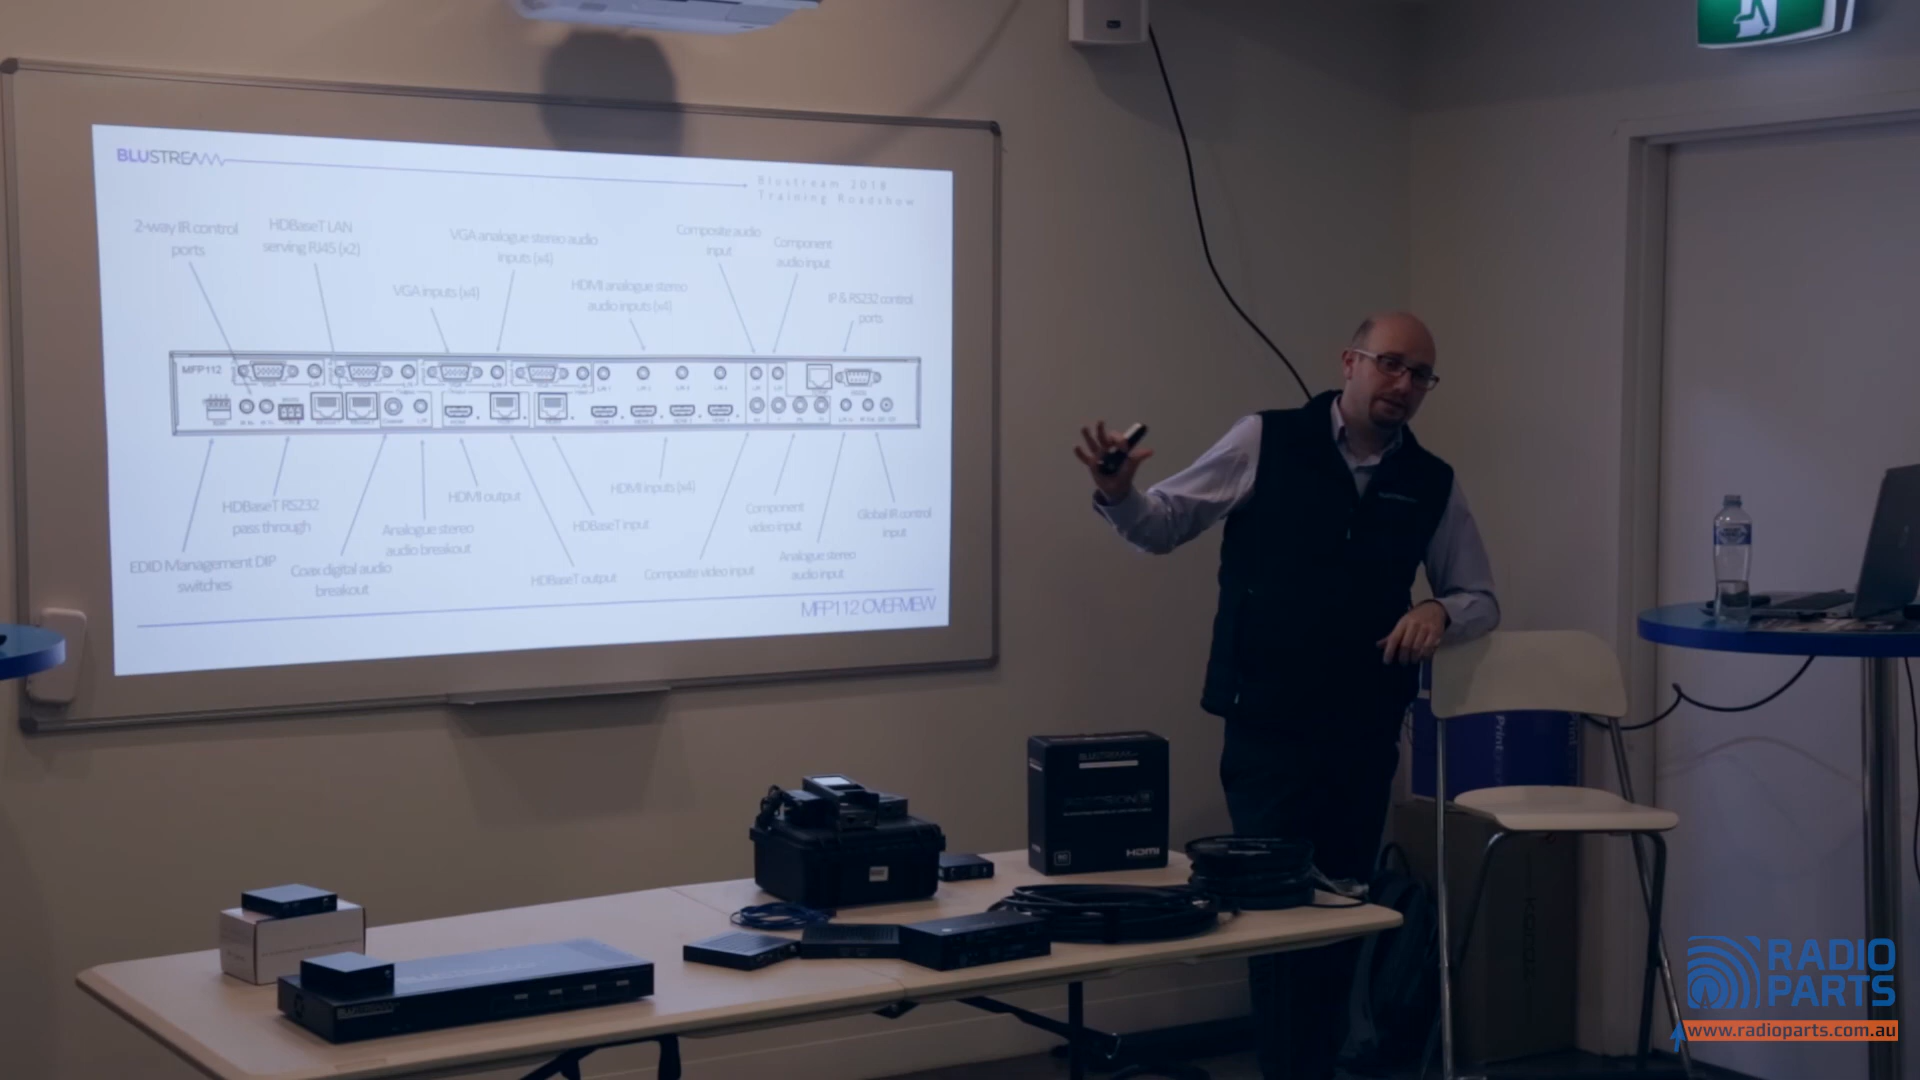 BLUSTREAM
Blustream 2018
Training Roadshow
2-way IR control
ports
HDBaseT LAN
serving RJ45 (x2)
VGA analogue stereo audio
inputs (x4)
Composite audio
input
Component
audio input
VGA inputs (x4)
HDMI analogue stereo
audio inputs (x4)
IP & RS232 control
ports
MFP112
HDBaseT RS232
pass through
HDMI output
HDMI inputs (x4)
Component
video input
Global IR control
input
Analogue stereo
audio breakout
HDBaseT input
EDID Management DIP
switches
Coax digital audio
breakout
HDBaseT output
Composite video input
Analogue stereo
audio input
MFP112 OVERVIEW
BLUSTREAM
PRECISION
HDMI
RADIO
PARTS
www.radioparts.com.au